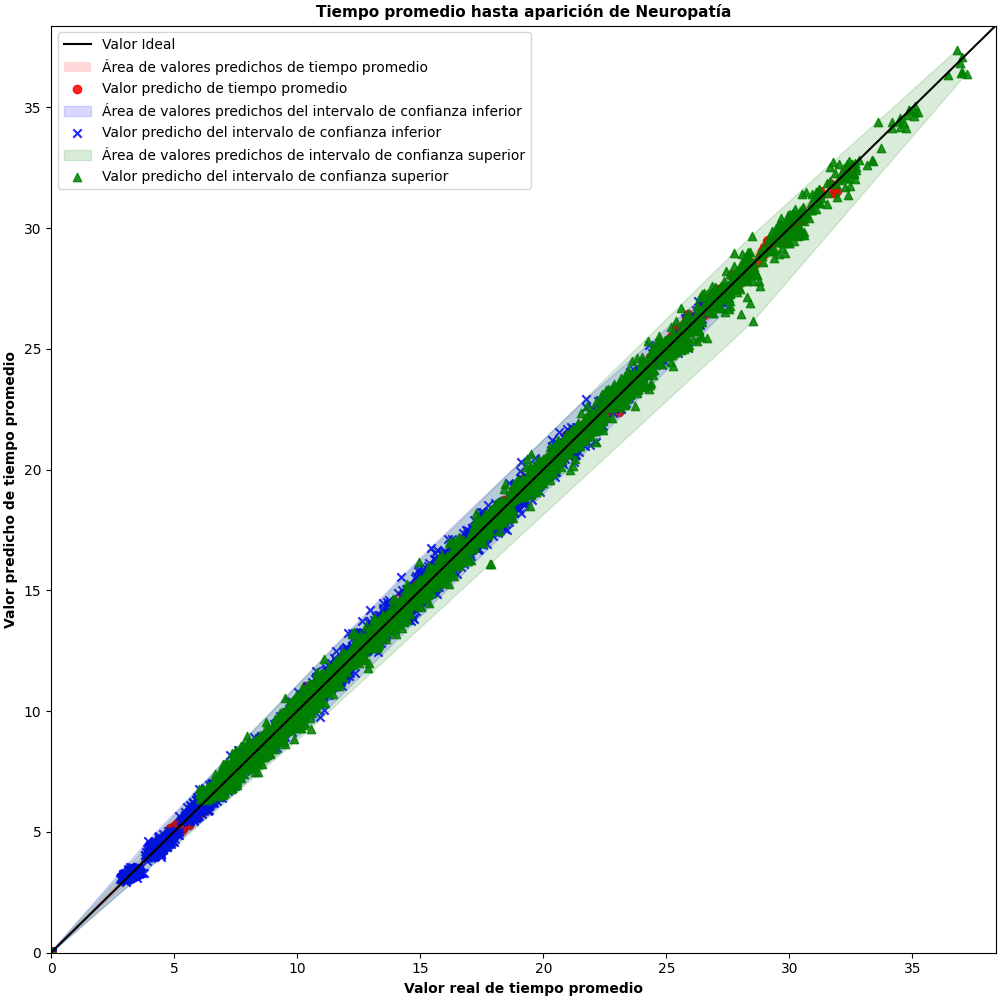 Tiempo promedio hasta aparición de Neuropatía
Valor Ideal
Área de valores predichos de tiempo promedio
Valor predicho de tiempo promedio
Área de valores predichos del intervalo de confianza inferior
Valor predicho del intervalo de confianza inferior
Área de valores predichos de intervalo de confianza superior
Valor predicho del intervalo de confianza superior
Valor predicho de tiempo promedio
35
30
25
20
15
10
5
0
0 5 10 15 20 25 30 35
Valor real de tiempo promedio